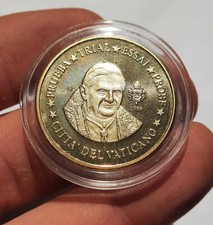 PRUEBA * TRIAL * ESSAI * PROBE
CITTA' DEL VATICANO